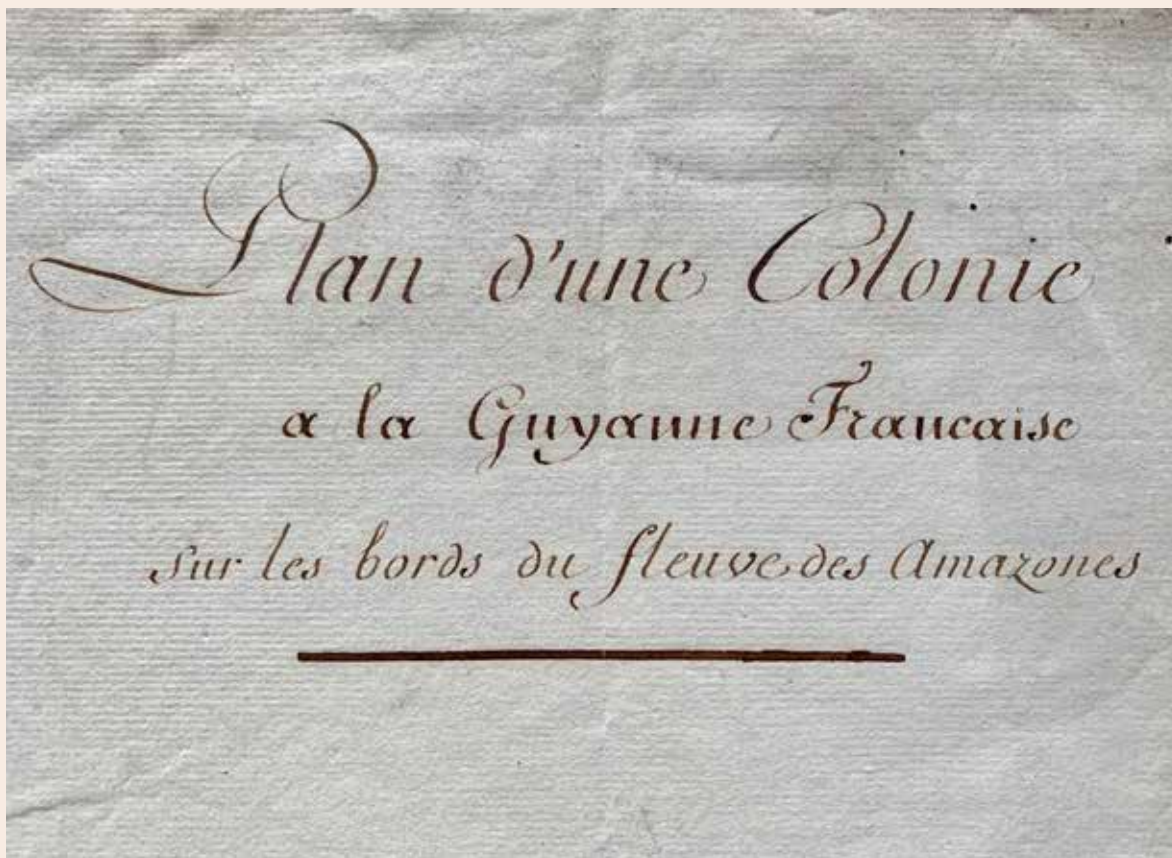 Plan d'une Colonie
a la Guyanne Francaise
sur les bords du fleuve des Amazones